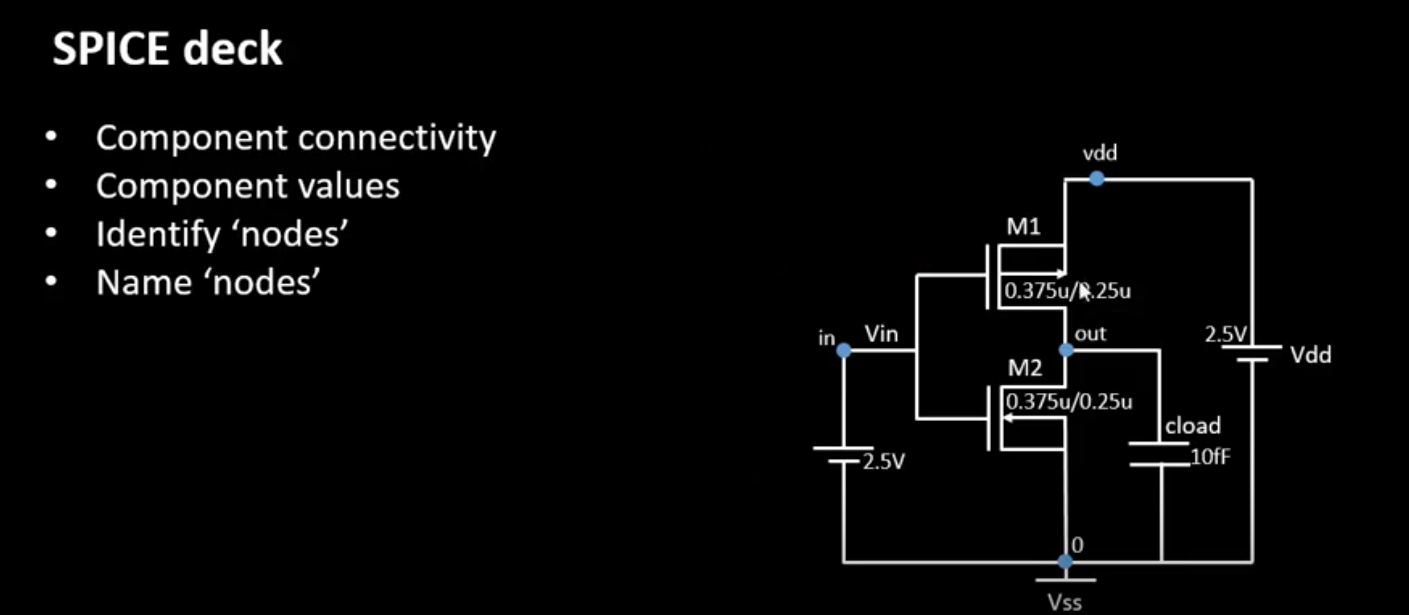 SPICE deck
• Component connectivity
• Component values
• Identify ‘nodes’
• Name ‘nodes’
vdd
M1
0.375u/0.25u
in
Vin
out
2.5V
Vdd
M2
0.375u/0.25u
cload
10fF
2.5V
0
Vss